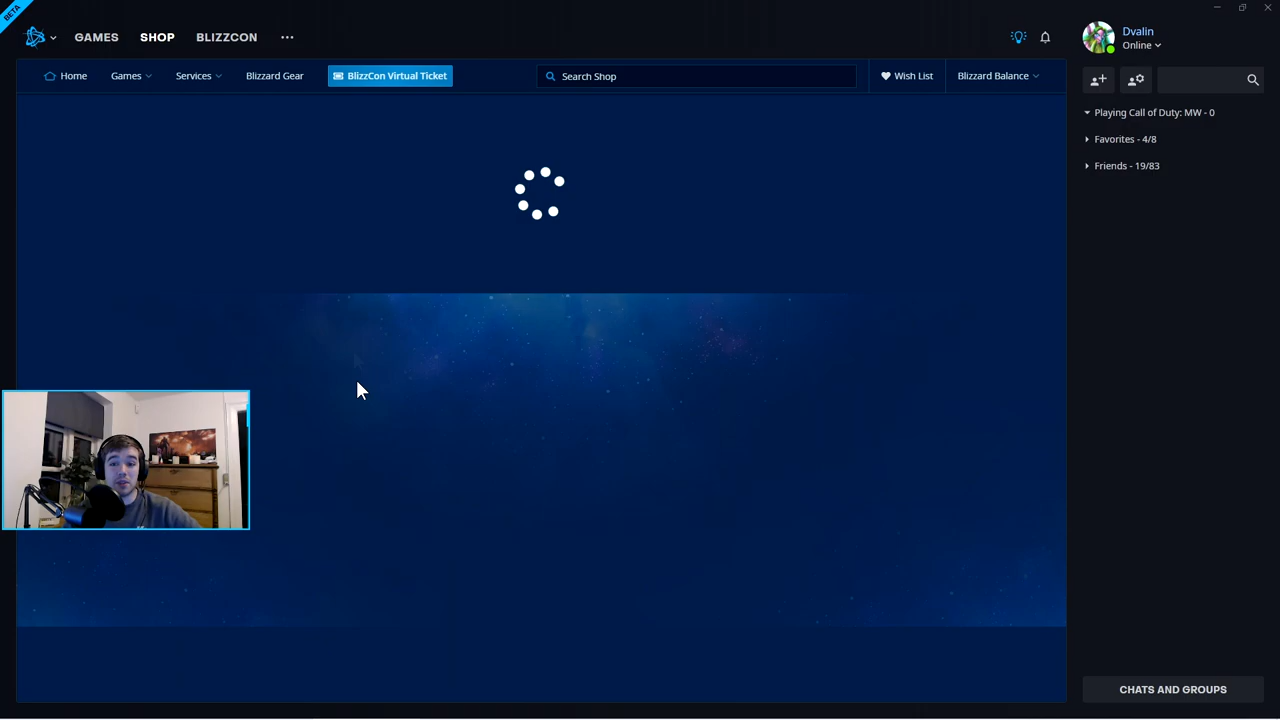 BETA
GAMES SHOP BLIZZCON
Dvalin
Online
Home Games Services Blizzard Gear BlizzCon Virtual Ticket Search Shop Wish List Blizzard Balance
Playing Call of Duty: MW - 0
Favorites - 4/8
Friends - 19/83
CHATS AND GROUPS